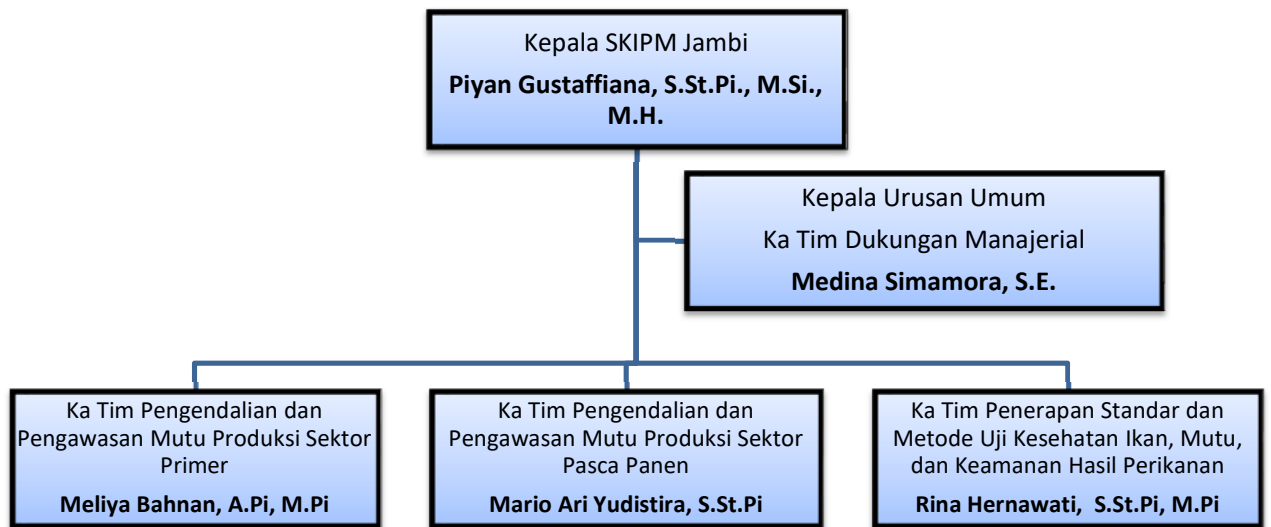 Kepala SKIPM Jambi
Piyan Gustaffiana, S.St.Pi., M.Si.,
M.H.
Kepala Urusan Umum
Ka Tim Dukungan Manajerial
Medina Simamora, S.E.
Ka Tim Pengendalian dan
Pengawasan Mutu Produksi Sektor
Primer
Meliya Bahnan, A.Pi, M.Pi
Ka Tim Pengendalian dan
Pengawasan Mutu Produksi Sektor
Pasca Panen
Mario Ari Yudistira, S.St.Pi
Ka Tim Penerapan Standar dan
Metode Uji Kesehatan Ikan, Mutu,
dan Keamanan Hasil Perikanan
Rina Hernawati, S.St.Pi, M.Pi